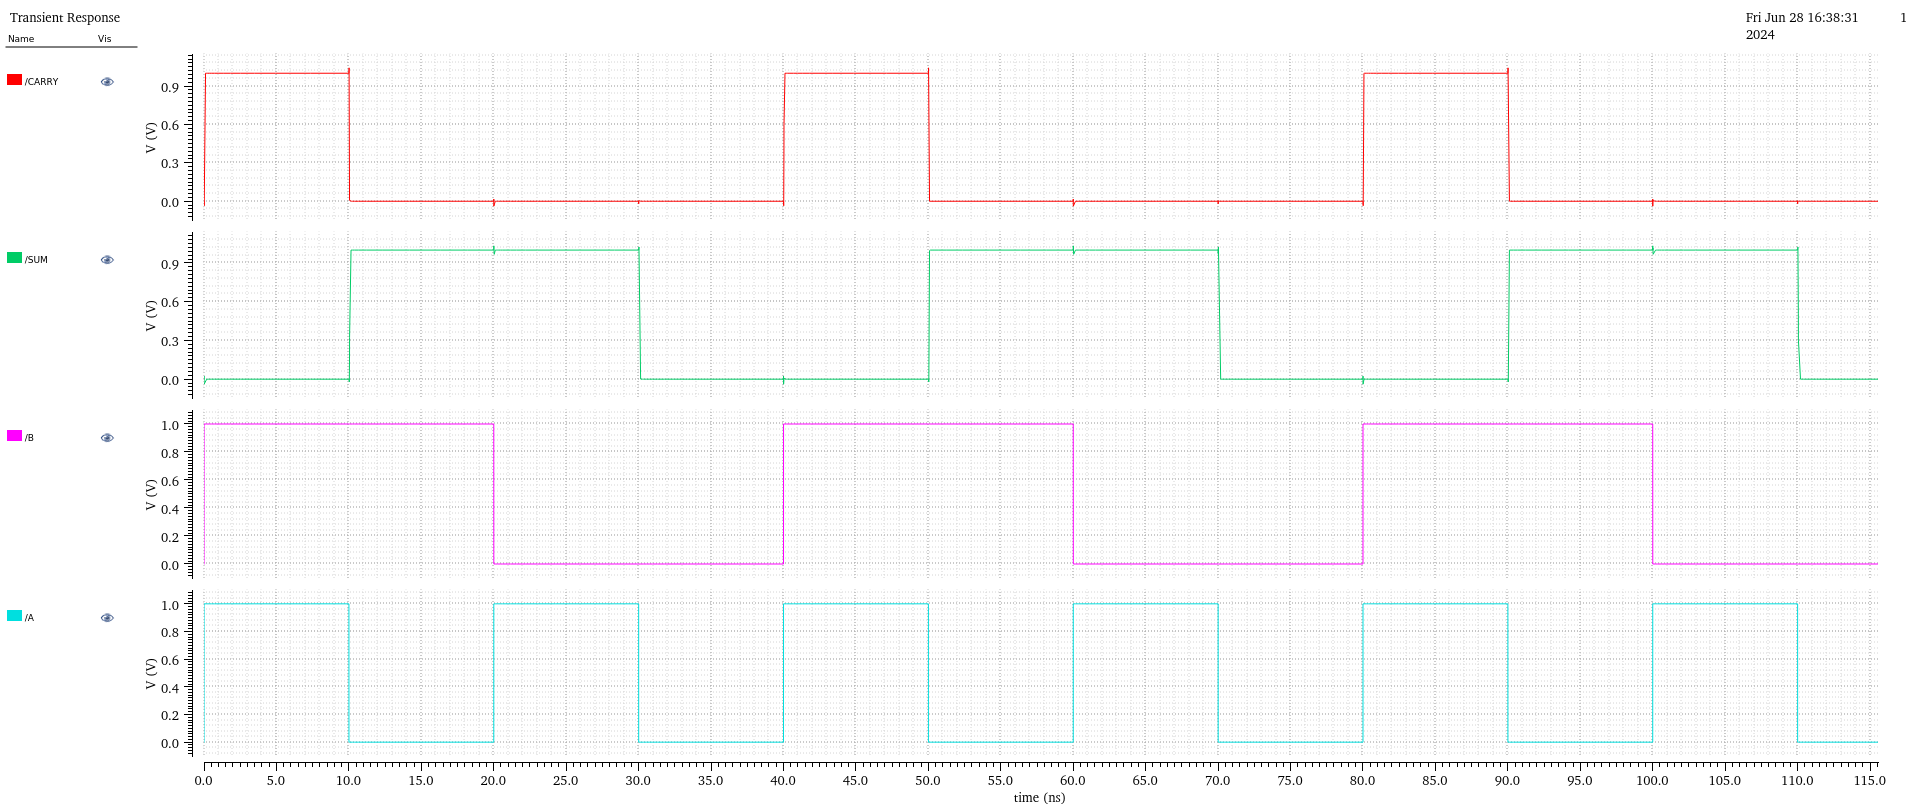 Transient Response
Fri Jun 28 16:38:31 1
2024
Name Vis
/CARRY
0.9
0.6
0.3
0.0
V (V)
/SUM
0.9
0.6
0.3
0.0
V (V)
/B
1.0
0.8
0.6
0.4
0.2
0.0
V (V)
/A
1.0
0.8
0.6
0.4
0.2
0.0
V (V)
0.0 5.0 10.0 15.0 20.0 25.0 30.0 35.0 40.0 45.0 50.0 55.0 60.0 65.0 70.0 75.0 80.0 85.0 90.0 95.0 100.0 105.0 110.0 115.0
time (ns)